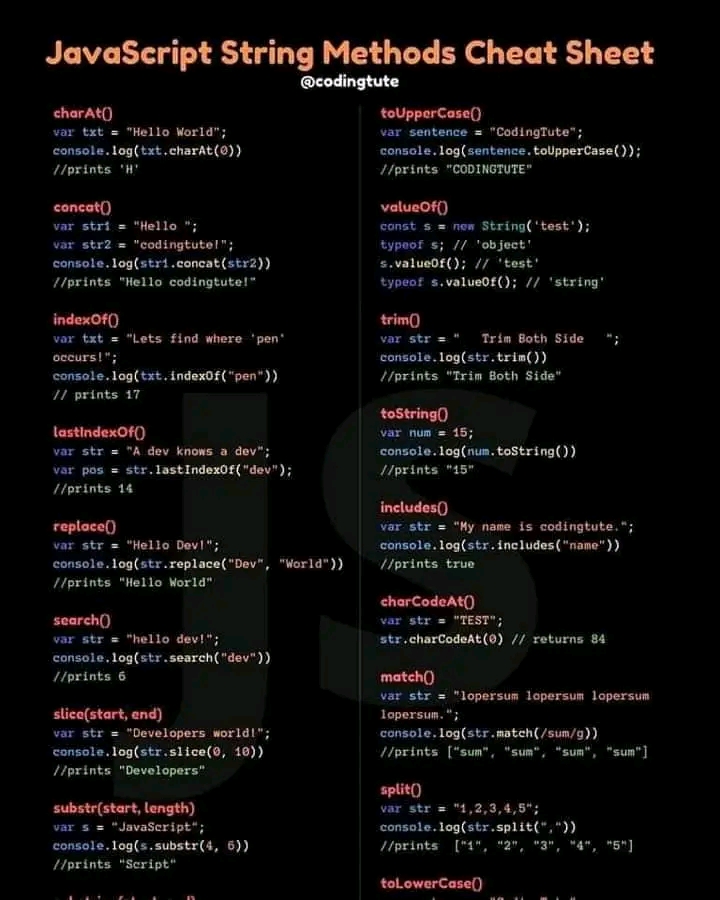 JavaScript String Methods Cheat Sheet
@codingtute
charAt()
var txt = "Hello World";
console.log(txt.charAt(0))
//prints 'H'
concat()
var str1 = "Hello ";
var str2 = "codingtute!";
console.log(str1.concat(str2))
//prints "Hello codingtute!"
indexOf()
var txt = "Lets find where 'pen'
occurs!";
console.log(txt.indexOf("pen"))
// prints 17
lastIndexOf()
var str = "A dev knows a dev";
var pos = str.lastIndexOf("dev");
//prints 14
replace()
var str = "Hello Dev!";
console.log(str.replace("Dev", "World"))
//prints "Hello World"
search()
var str = "hello dev!";
console.log(str.search("dev"))
//prints 6
slice(start, end)
var str = "Developers world!";
console.log(str.slice(0, 10))
//prints "Developers"
substr(start, length)
var s = "JavaScript";
console.log(s.substr(4, 6))
//prints "Script"
toUpperCase()
var sentence = "CodingTute";
console.log(sentence.toUpperCase());
//prints "CODINGTUTE"
valueOf()
const s = new String('test');
typeof s; // 'object'
s.valueOf(); // 'test'
typeof s.valueOf(); // 'string'
trim()
var str = "   Trim Both Side   ";
console.log(str.trim())
//prints "Trim Both Side"
toString()
var num = 15;
console.log(num.toString())
//prints "15"
includes()
var str = "My name is codingtute.";
console.log(str.includes("name"))
//prints true
charCodeAt()
var str = "TEST";
str.charCodeAt(0) // returns 84
match()
var str = "lopersum lopersum lopersum
lopersum.";
console.log(str.match(/sum/g))
//prints ["sum", "sum", "sum", "sum"]
split()
var str = "1,2,3,4,5";
console.log(str.split(","))
//prints  ["1", "2", "3", "4", "5"]
toLowerCase()
JS